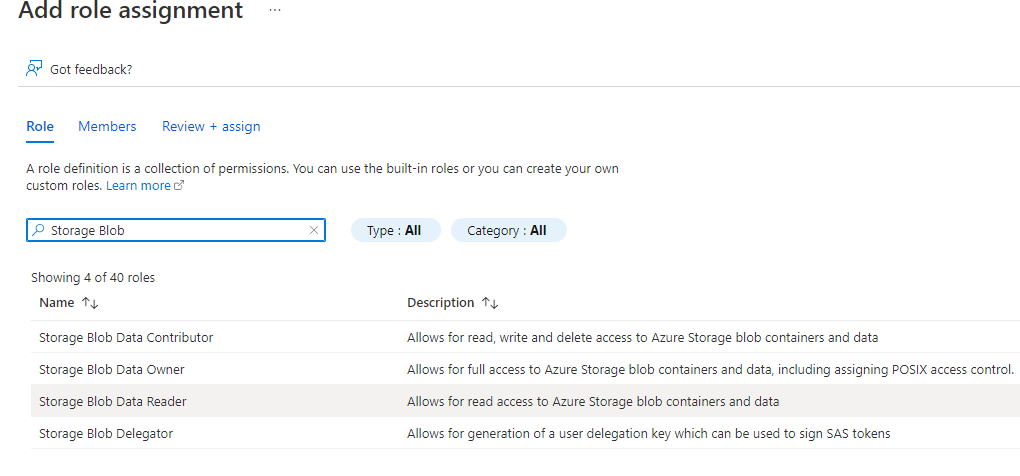 Add role assignment ...
Got feedback?
Role Members Review + assign
A role definition is a collection of permissions. You can use the built-in roles or you can create your own
custom roles. Learn more
Storage Blob Type : All Category : All
Showing 4 of 40 roles
Name Description
Storage Blob Data Contributor Allows for read, write and delete access to Azure Storage blob containers and data
Storage Blob Data Owner Allows for full access to Azure Storage blob containers and data, including assigning POSIX access control.
Storage Blob Data Reader Allows for read access to Azure Storage blob containers and data
Storage Blob Delegator Allows for generation of a user delegation key which can be used to sign SAS tokens